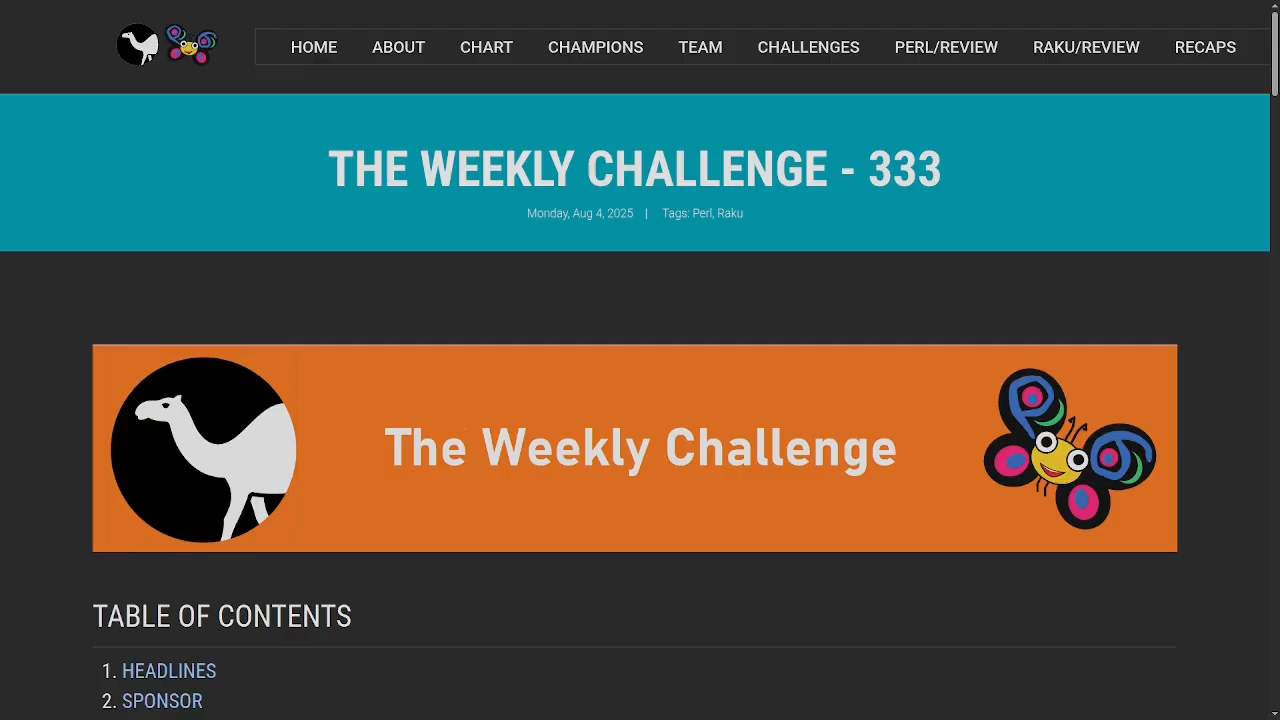 HOME ABOUT CHART CHAMPIONS TEAM CHALLENGES PERL/REVIEW RAKU/REVIEW RECAPS
THE WEEKLY CHALLENGE - 333
Monday, Aug 4, 2025 | Tags: Perl, Raku
The Weekly Challenge
TABLE OF CONTENTS
1. HEADLINES
2. SPONSOR